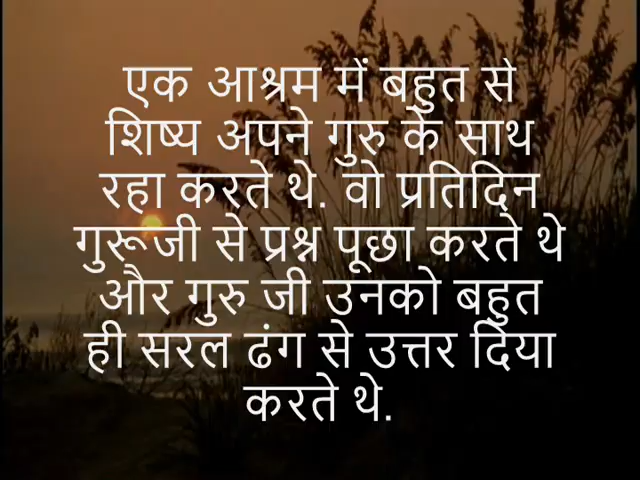 एक आश्रम में बहुत से
शिष्य अपने गुरु के साथ
रहा करते थे. वो प्रतिदिन
गुरूजी से प्रश्न पूछा करते थे
और गुरु जी उनको बहुत
ही सरल ढंग से उत्तर दिया
करते थे.